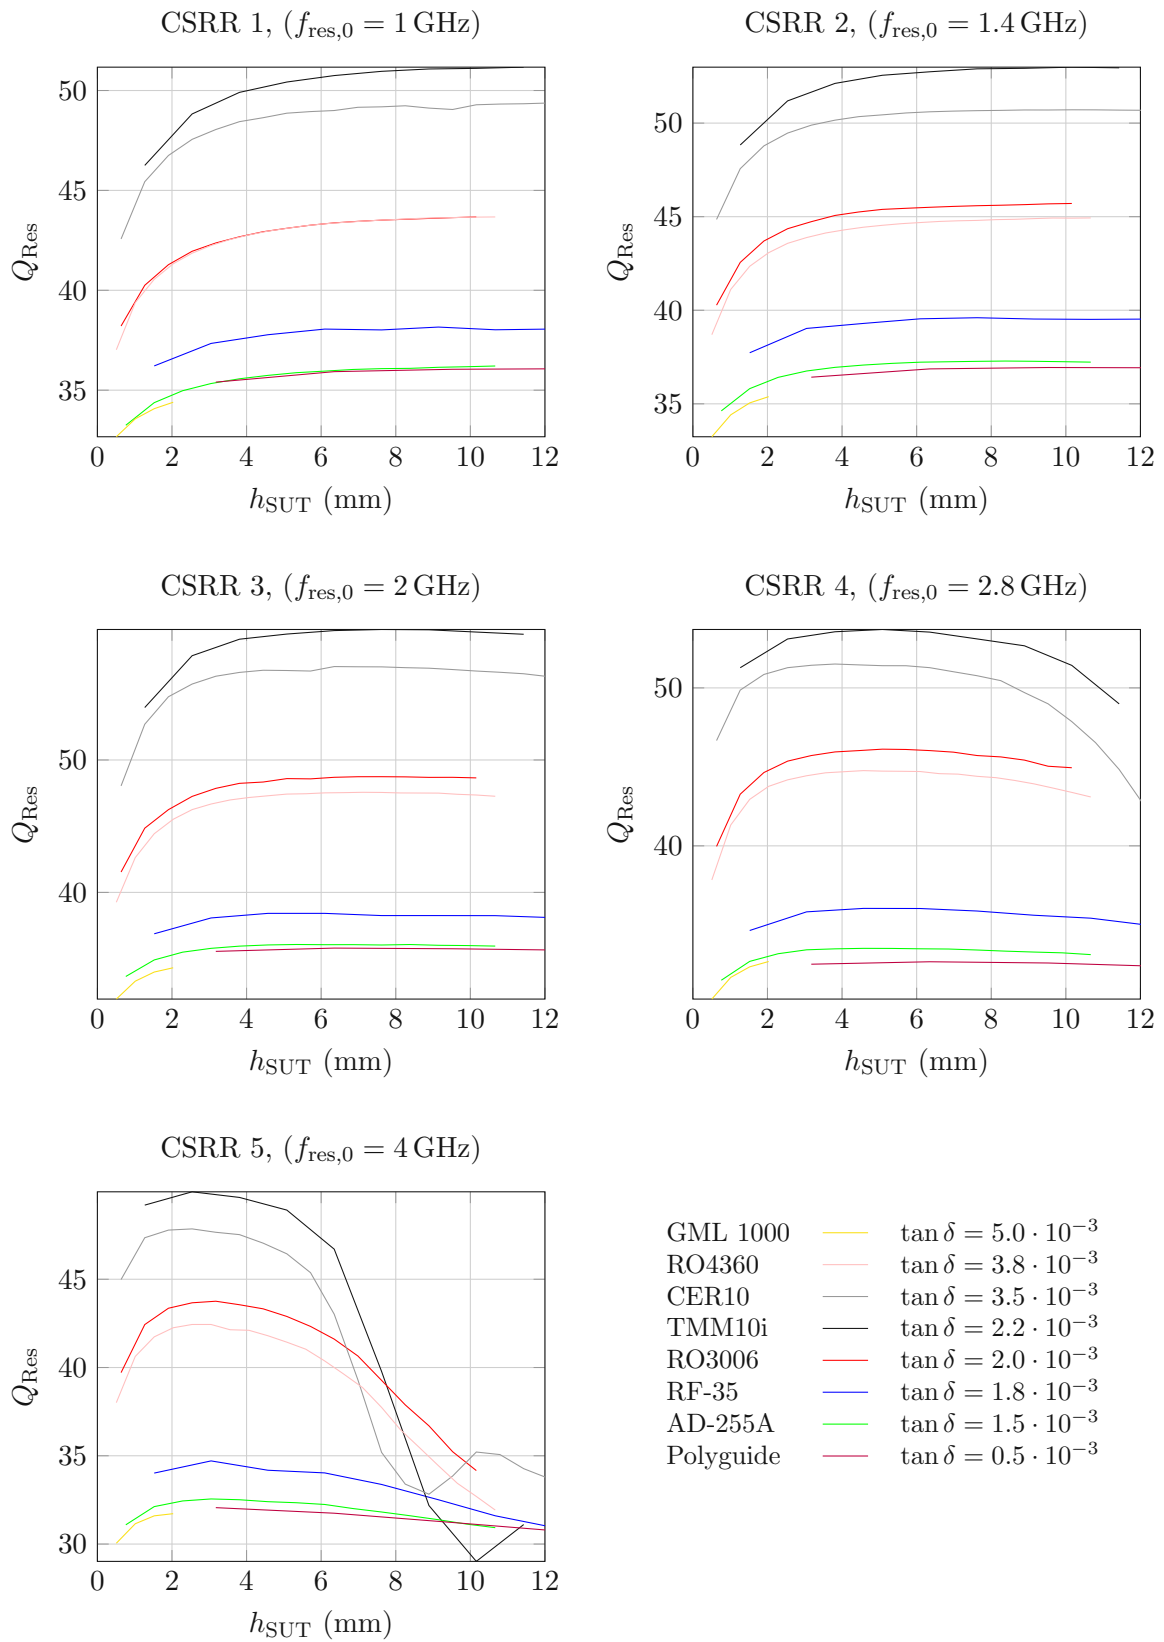 CSRR 1, (f_res,0 = 1 GHz)
50
45
40
35
0 2 4 6 8 10 12
Q_Res
h_SUT (mm)
CSRR 2, (f_res,0 = 1.4 GHz)
50
45
40
35
0 2 4 6 8 10 12
Q_Res
h_SUT (mm)
CSRR 3, (f_res,0 = 2 GHz)
50
40
0 2 4 6 8 10 12
Q_Res
h_SUT (mm)
CSRR 4, (f_res,0 = 2.8 GHz)
50
40
0 2 4 6 8 10 12
Q_Res
h_SUT (mm)
CSRR 5, (f_res,0 = 4 GHz)
45
40
35
30
0 2 4 6 8 10 12
Q_Res
h_SUT (mm)
GML 1000 tan δ = 5.0 · 10⁻³
RO4360 tan δ = 3.8 · 10⁻³
CER10 tan δ = 3.5 · 10⁻³
TMM10i tan δ = 2.2 · 10⁻³
RO3006 tan δ = 2.0 · 10⁻³
RF-35 tan δ = 1.8 · 10⁻³
AD-255A tan δ = 1.5 · 10⁻³
Polyguide tan δ = 0.5 · 10⁻³